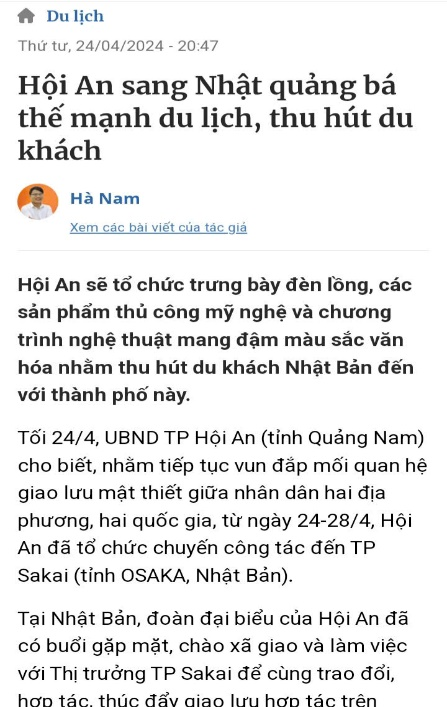 Du lịch
Thứ tư, 24/04/2024 - 20:47
Hội An sang Nhật quảng bá
thế mạnh du lịch, thu hút du
khách
Hà Nam
Xem các bài viết của tác giả
Hội An sẽ tổ chức trưng bày đèn lồng, các
sản phẩm thủ công mỹ nghệ và chương
trình nghệ thuật mang đậm màu sắc văn
hóa nhằm thu hút du khách Nhật Bản đến
với thành phố này.
Tối 24/4, UBND TP Hội An (tỉnh Quảng Nam)
cho biết, nhằm tiếp tục vun đắp mối quan hệ
giao lưu mật thiết giữa nhân dân hai địa
phương, hai quốc gia, từ ngày 24-28/4, Hội
An đã tổ chức chuyến công tác đến TP
Sakai (tỉnh OSAKA, Nhật Bản).
Tại Nhật Bản, đoàn đại biểu của Hội An đã
có buổi gặp mặt, chào xã giao và làm việc
với Thị trưởng TP Sakai để cùng trao đổi,
hợp tác, thúc đẩy giao lưu hợp tác trên